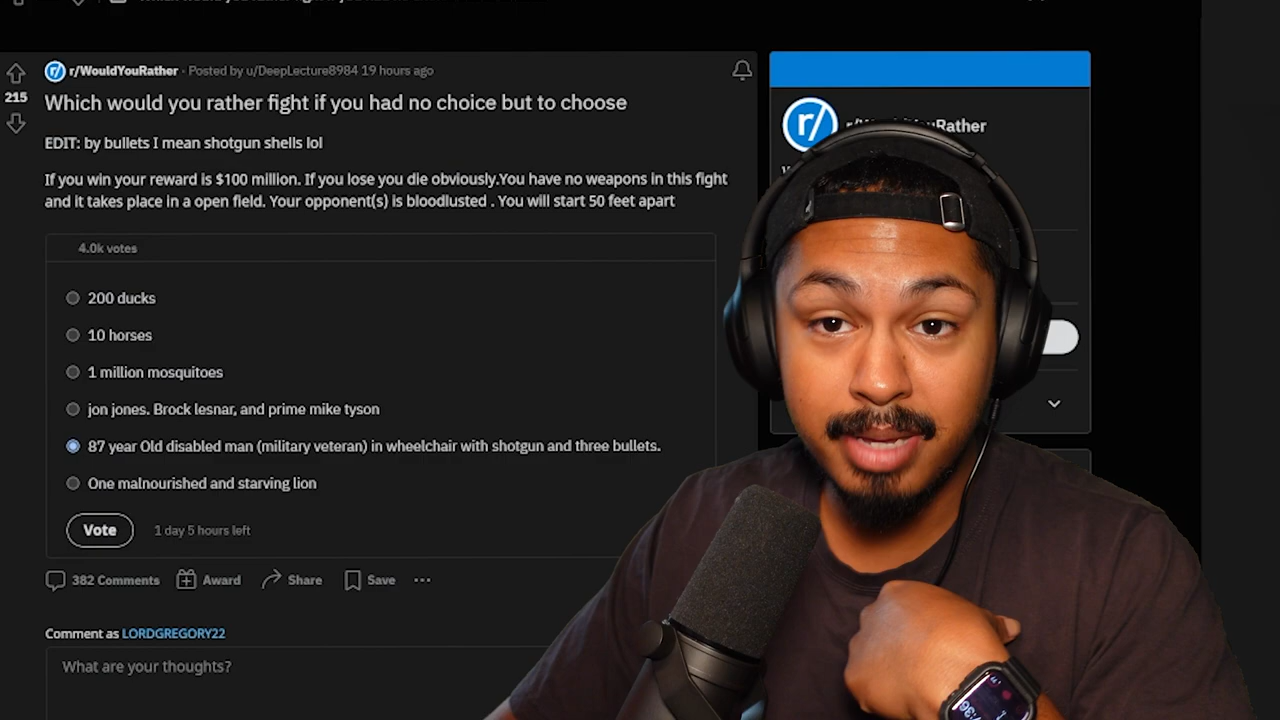 r/WouldYouRather · Posted by u/DeepLecture8984 19 hours ago
215
Which would you rather fight if you had no choice but to choose
EDIT: by bullets I mean shotgun shells lol
If you win your reward is $100 million. If you lose you die obviously.You have no weapons in this fight
and it takes place in a open field. Your opponent(s) is bloodlusted . You will start 50 feet apart
4.0k votes
200 ducks
10 horses
1 million mosquitoes
jon jones. Brock lesnar, and prime mike tyson
87 year Old disabled man (military veteran) in wheelchair with shotgun and three bullets.
One malnourished and starving lion
Vote 1 day 5 hours left
382 Comments Award Share Save ...
Comment as LORDGREGORY22
What are your thoughts?
r/
r/WouldYouRather